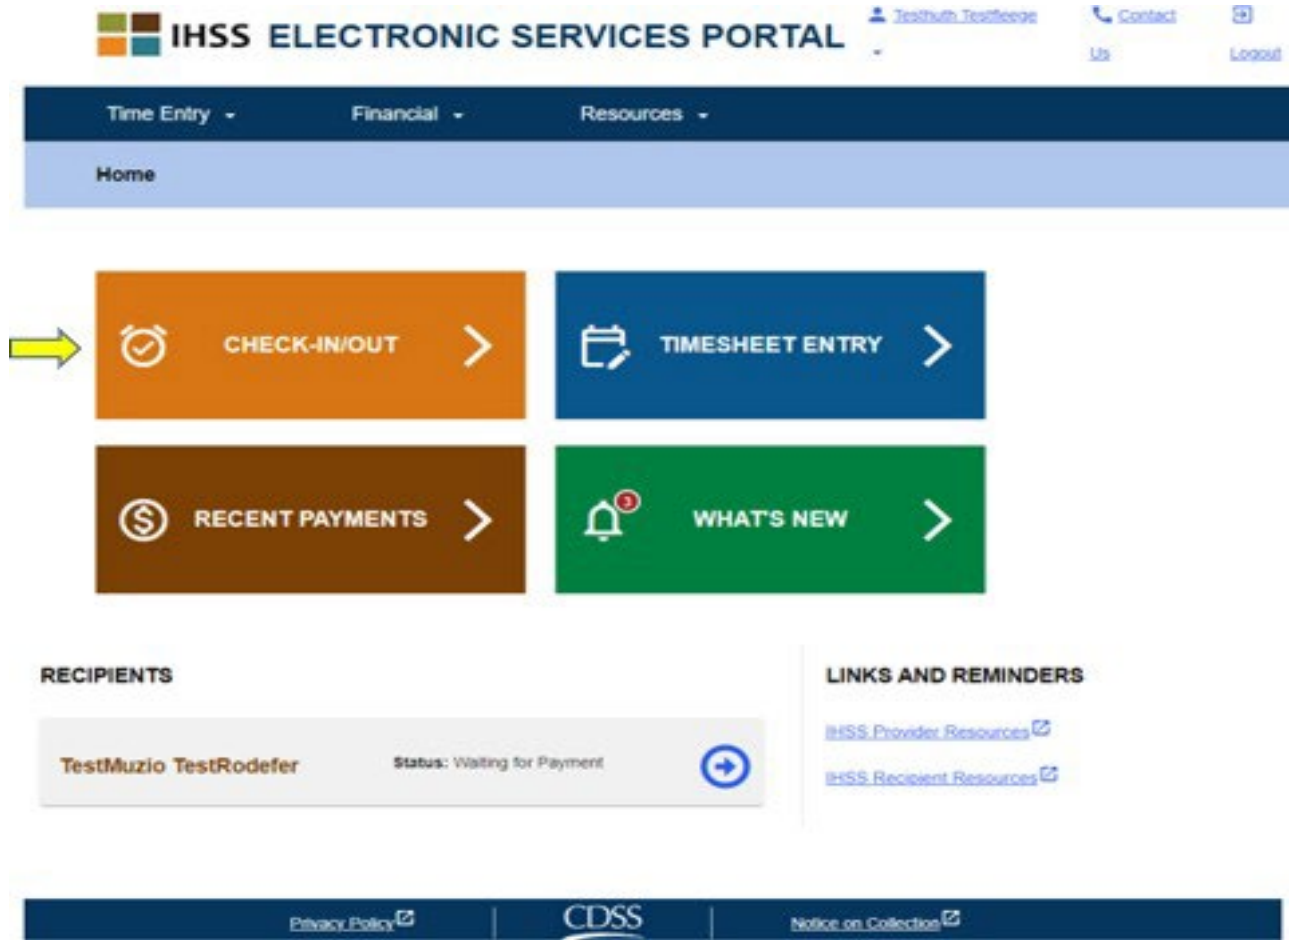 IHSS ELECTRONIC SERVICES PORTAL
Testhuth Testfleege
Contact Us
Logout
Time Entry
Financial
Resources
Home
CHECK-IN/OUT
TIMESHEET ENTRY
RECENT PAYMENTS
3
WHAT'S NEW
RECIPIENTS
TestMuzio TestRodefer
Status: Waiting for Payment
LINKS AND REMINDERS
IHSS Provider Resources
IHSS Recipient Resources
Privacy Policy
CDSS
Notice on Collection